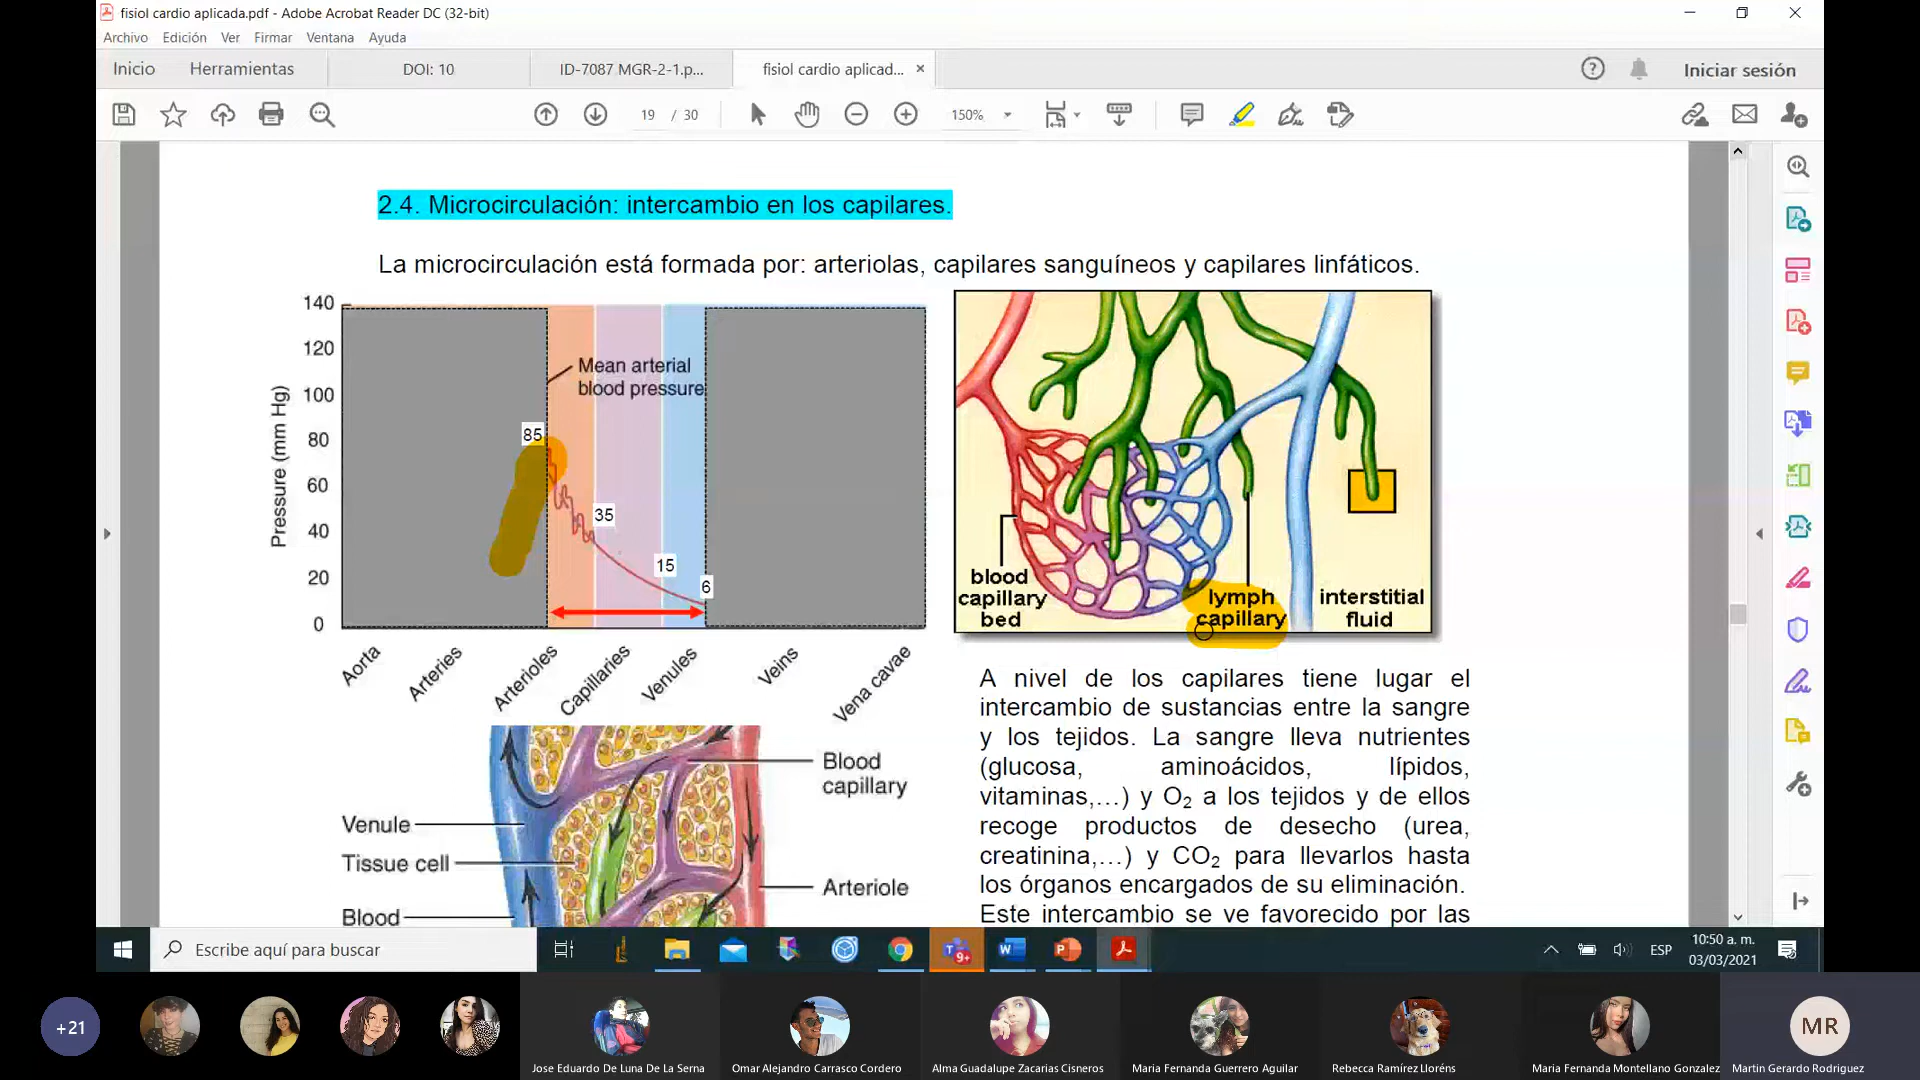 fisiol cardio aplicada.pdf - Adobe Acrobat Reader DC (32-bit)
Archivo Edición Ver Firmar Ventana Ayuda
Inicio Herramientas DOI: 10 ID-7087 MGR-2-1.p... fisiol cardio aplicad... × Iniciar sesión
19 / 30 150%
2.4. Microcirculación: intercambio en los capilares.
La microcirculación está formada por: arteriolas, capilares sanguíneos y capilares linfáticos.
Pressure (mm Hg)
140
120
100
80
60
40
20
0
Mean arterial
blood pressure
85
35
15
6
Aorta
Arteries
Arterioles
Capillaries
Venules
Veins
Vena cavae
blood
capillary
bed
lymph
capillary
interstitial
fluid
Venule
Tissue cell
Blood
Blood
capillary
Arteriole
A nivel de los capilares tiene lugar el
intercambio de sustancias entre la sangre
y los tejidos. La sangre lleva nutrientes
(glucosa, aminoácidos, lípidos,
vitaminas,...) y O₂ a los tejidos y de ellos
recoge productos de desecho (urea,
creatinina,...) y CO₂ para llevarlos hasta
los órganos encargados de su eliminación.
Este intercambio se ve favorecido por las
Escribe aquí para buscar
9+
ESP
10:50 a. m.
03/03/2021
+21
Jose Eduardo De Luna De La Serna
Omar Alejandro Carrasco Cordero
Alma Guadalupe Zacarias Cisneros
Maria Fernanda Guerrero Aguilar
Rebecca Ramírez Lloréns
Maria Fernanda Montellano Gonzalez
MR
Martin Gerardo Rodriguez